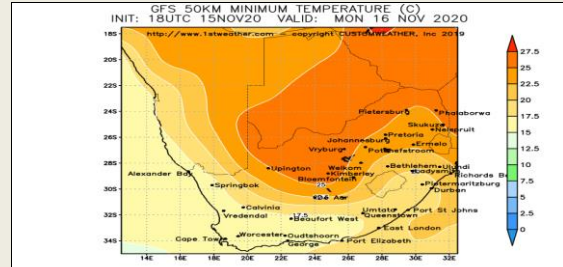 GFS 50KM MINIMUM TEMPERATURE (C)
INIT: 18UTC 15NOV20 VALID: MON 16 NOV 2020
http://www.1stweather.com — copyright CUSTOMWEATHER, Inc 2019
18S
20S
22S
24S
26S
28S
30S
32S
34S
14E 16E 18E 20E 22E 24E 26E 28E 30E 32E
27.5
25
22.5
20
17.5
15
12.5
10
7.5
5
2.5
0
Pietersburg
Phalaborwa
Skukuza
Nelspruit
Pretoria
Johannesburg
Ermelo
Vryburg
Potchefstroom
Welkom
Bethlehem
Ulundi
Upington
Kimberley
Ladysmith
Richards Ba
Alexander Bay
Bloemfontein
Pietermaritzburg
Springbok
Durban
25
De Aar
Calvinia
17.5
Umtata
Port St Johns
Vredendal
Beaufort West
Queenstown
East London
Cape Town
Worcester
Oudtshoorn
George
Port Elizabeth